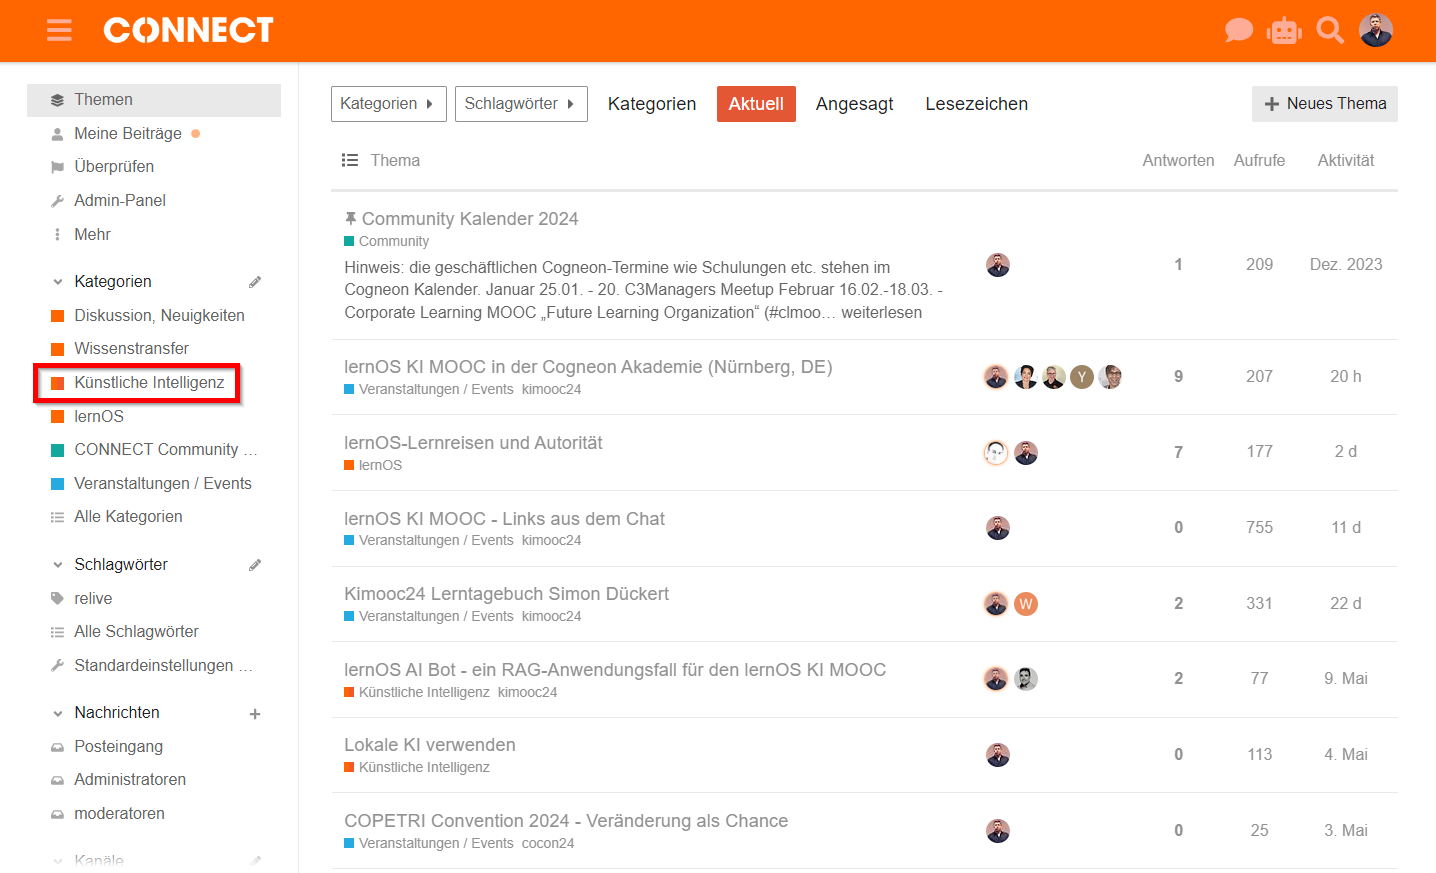 CONNECT
Themen
Meine Beiträge
Überprüfen
Admin-Panel
Mehr
Kategorien
Diskussion, Neuigkeiten
Wissenstransfer
Künstliche Intelligenz
lernOS
CONNECT Community ...
Veranstaltungen / Events
Alle Kategorien
Schlagwörter
relive
Alle Schlagwörter
Standardeinstellungen ...
Nachrichten
Posteingang
Administratoren
moderatoren
Kanäle
Kategorien Schlagwörter Kategorien Aktuell Angesagt Lesezeichen Neues Thema
Thema Antworten Aufrufe Aktivität
Community Kalender 2024
Community
Hinweis: die geschäftlichen Cogneon-Termine wie Schulungen etc. stehen im
Cogneon Kalender. Januar 25.01. - 20. C3Managers Meetup Februar 16.02.-18.03. -
Corporate Learning MOOC „Future Learning Organization“ (#clmoo… weiterlesen
1 209 Dez. 2023
lernOS KI MOOC in der Cogneon Akademie (Nürnberg, DE)
Veranstaltungen / Events kimooc24
Y
9 207 20 h
lernOS-Lernreisen und Autorität
lernOS
7 177 2 d
lernOS KI MOOC - Links aus dem Chat
Veranstaltungen / Events kimooc24
0 755 11 d
Kimooc24 Lerntagebuch Simon Dückert
Veranstaltungen / Events kimooc24
W
2 331 22 d
lernOS AI Bot - ein RAG-Anwendungsfall für den lernOS KI MOOC
Künstliche Intelligenz kimooc24
2 77 9. Mai
Lokale KI verwenden
Künstliche Intelligenz
0 113 4. Mai
COPETRI Convention 2024 - Veränderung als Chance
Veranstaltungen / Events cocon24
0 25 3. Mai